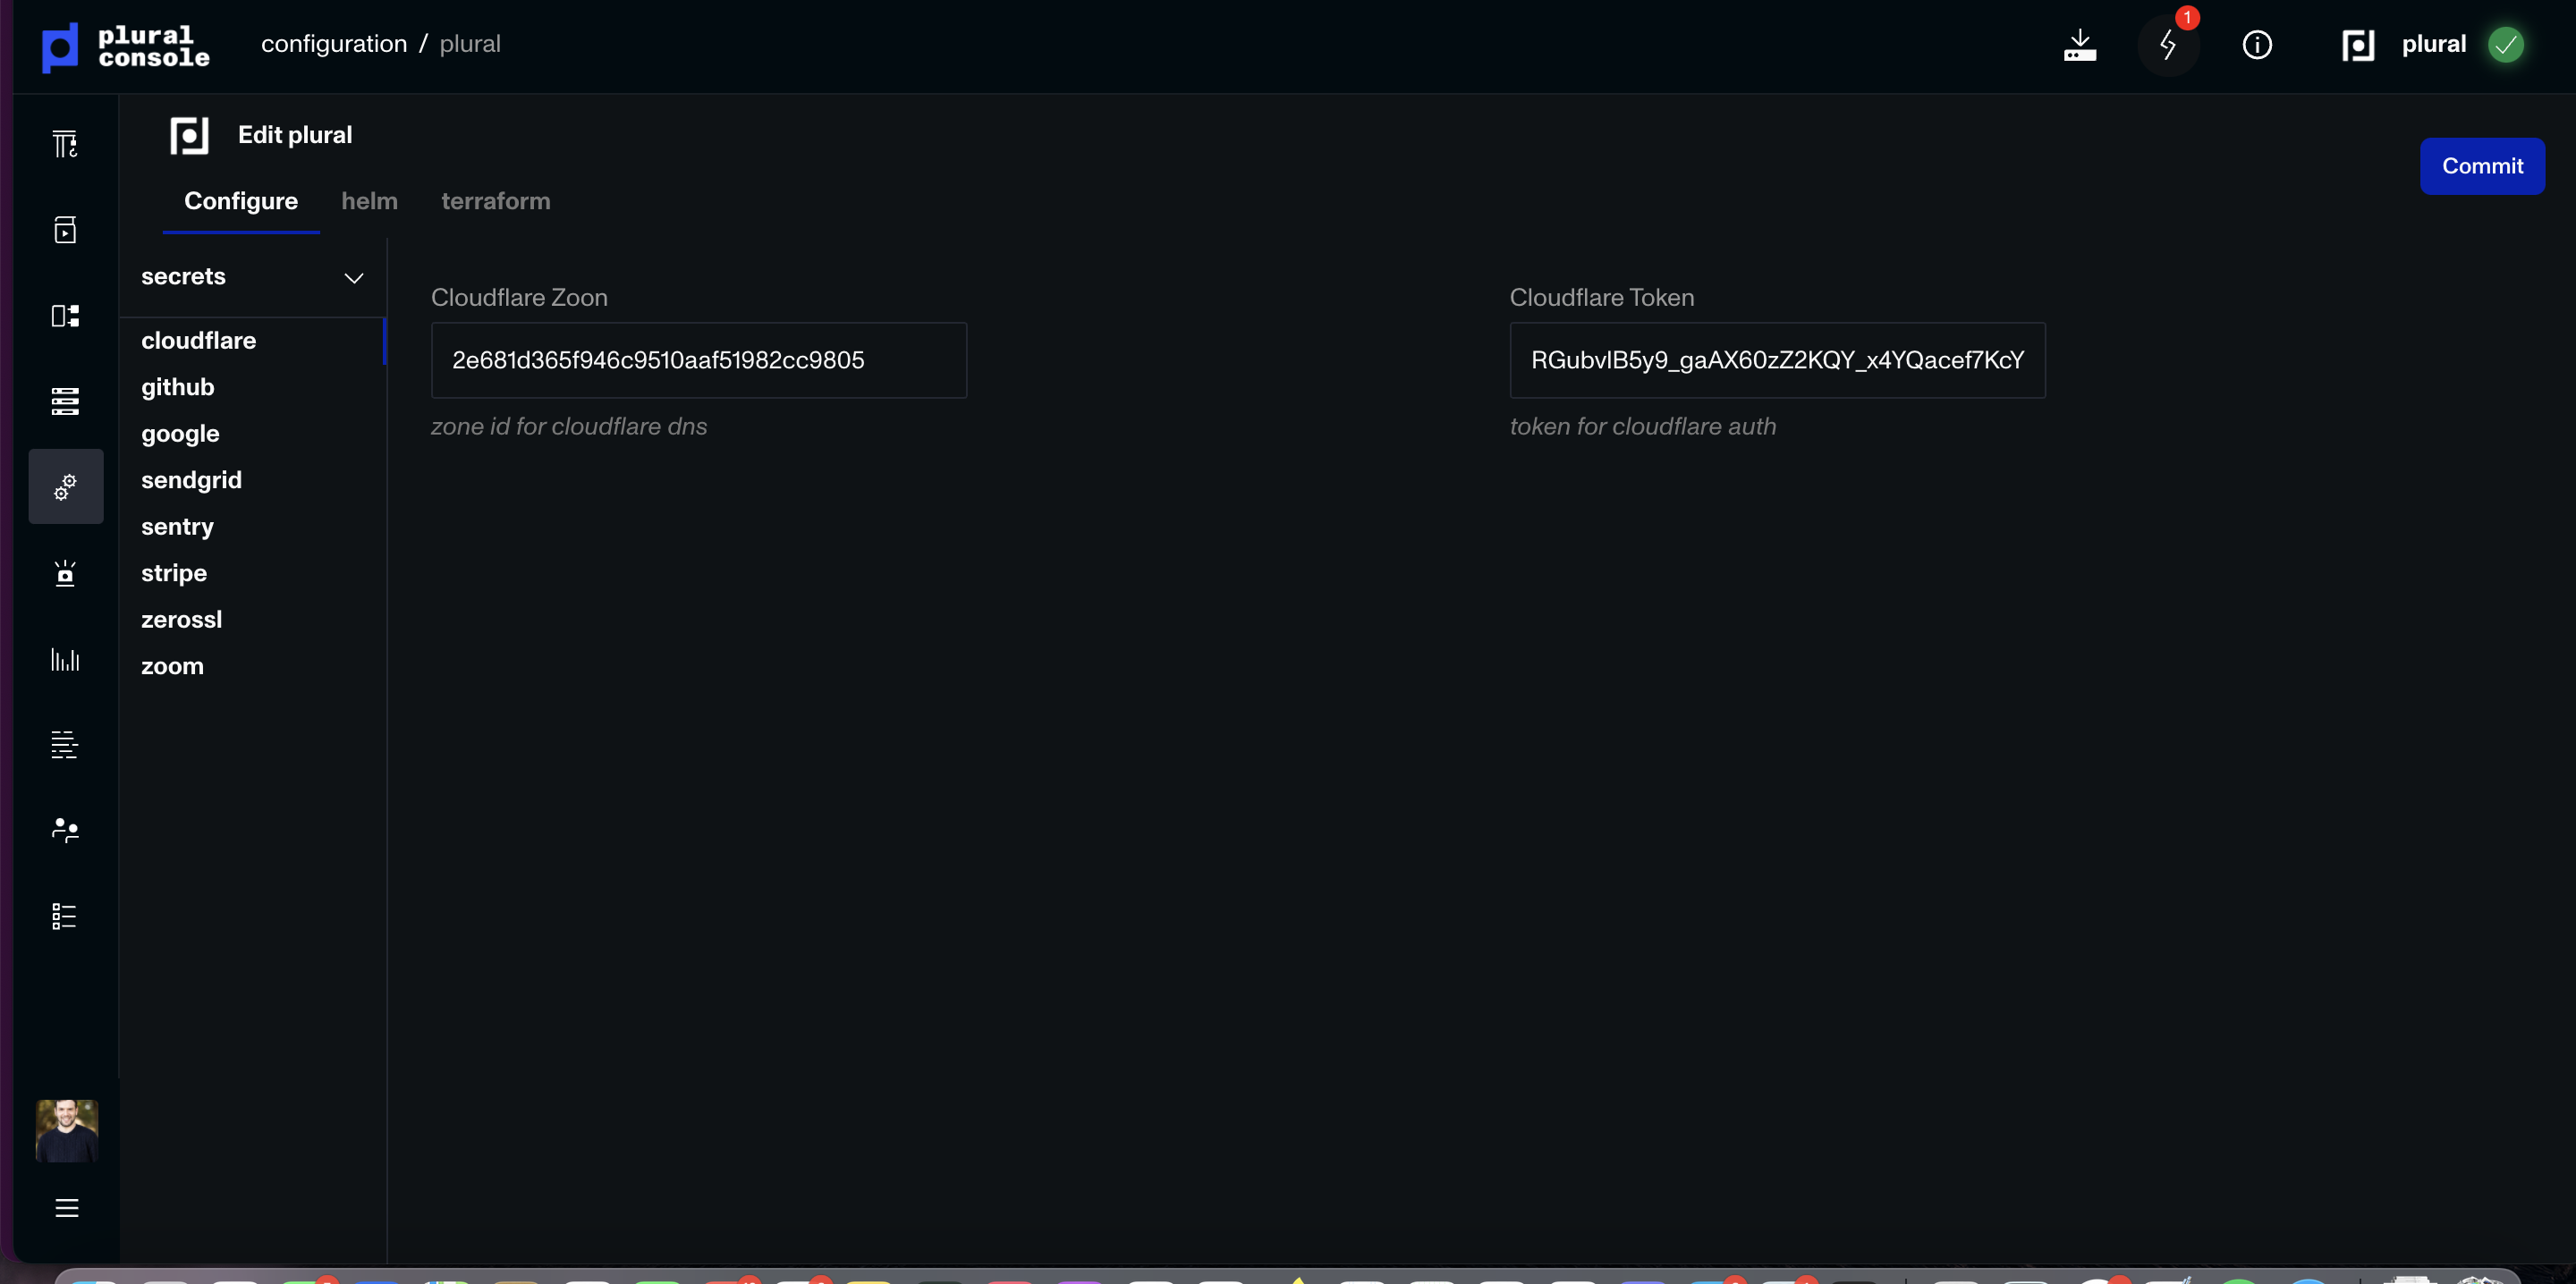 plural
console
configuration / plural
1
plural
Edit plural
Commit
Configure
helm
terraform
secrets
cloudflare
github
google
sendgrid
sentry
stripe
zerossl
zoom
Cloudflare Zoon
2e681d365f946c9510aaf51982cc9805
zone id for cloudflare dns
Cloudflare Token
RGubvlB5y9_gaAX60zZ2KQY_x4YQacef7KcY
token for cloudflare auth